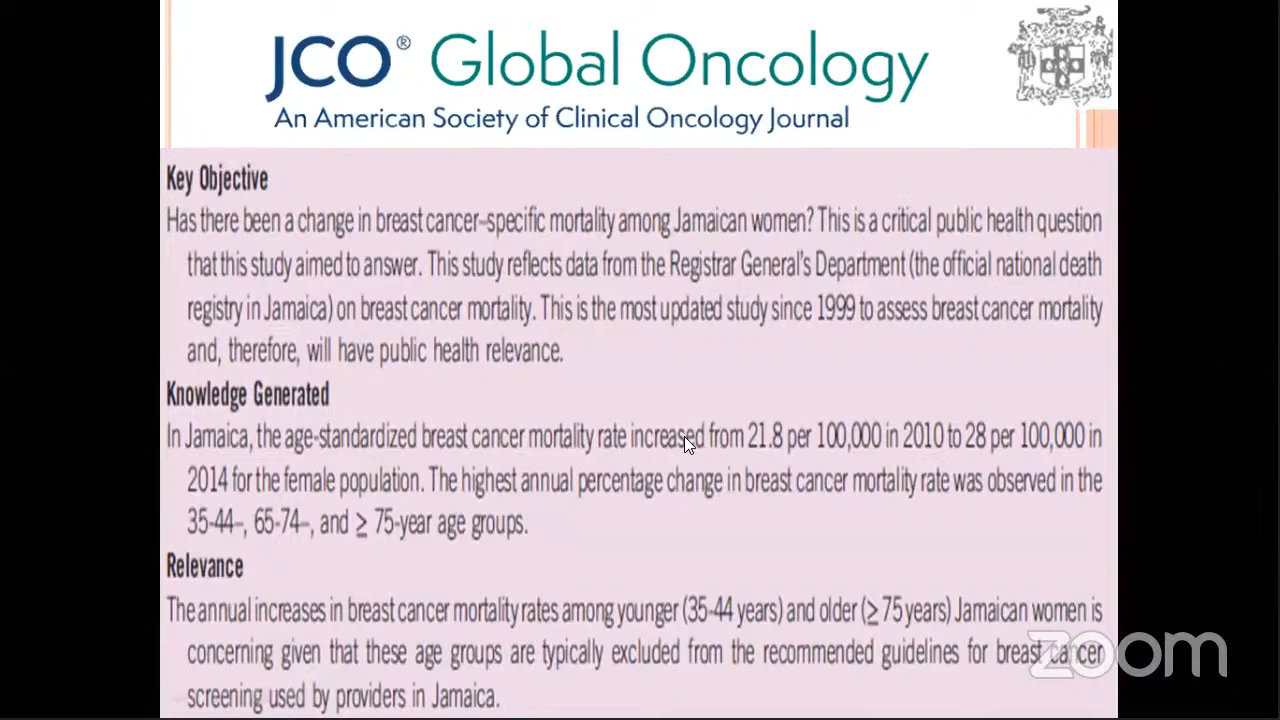 JCO® Global Oncology
An American Society of Clinical Oncology Journal
Key Objective
Has there been a change in breast cancer–specific mortality among Jamaican women? This is a critical public health question
that this study aimed to answer. This study reflects data from the Registrar General's Department (the official national death
registry in Jamaica) on breast cancer mortality. This is the most updated study since 1999 to assess breast cancer mortality
and, therefore, will have public health relevance.
Knowledge Generated
In Jamaica, the age-standardized breast cancer mortality rate increased from 21.8 per 100,000 in 2010 to 28 per 100,000 in
2014 for the female population. The highest annual percentage change in breast cancer mortality rate was observed in the
35-44–, 65-74–, and ≥ 75-year age groups.
Relevance
The annual increases in breast cancer mortality rates among younger (35-44 years) and older (≥ 75 years) Jamaican women is
concerning given that these age groups are typically excluded from the recommended guidelines for breast cancer
screening used by providers in Jamaica.
zoom